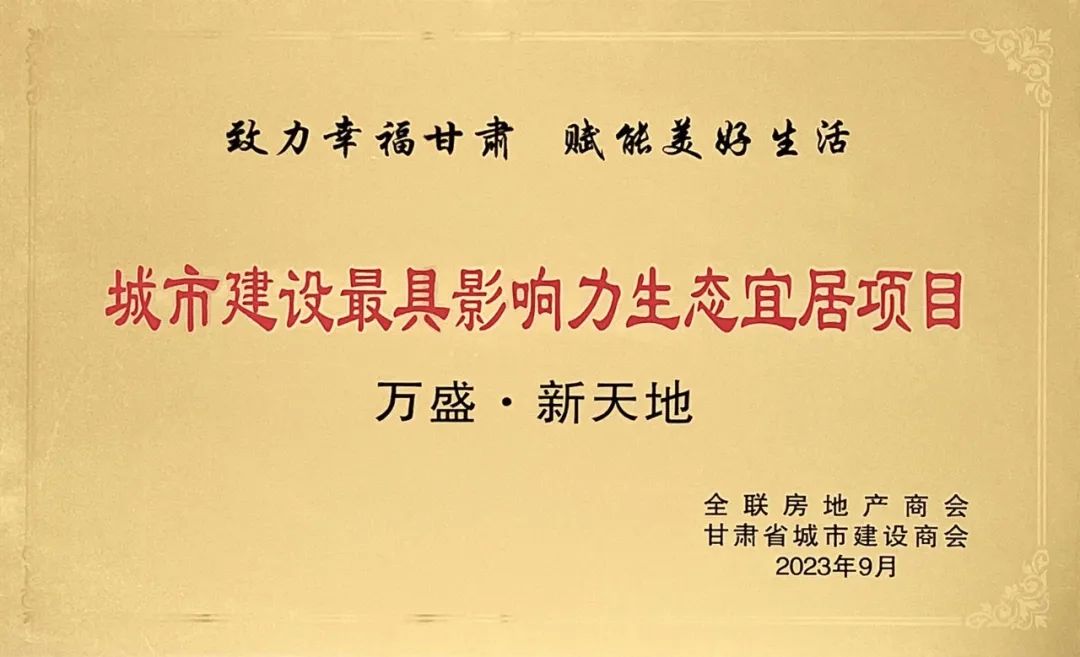 致力幸福甘肃 赋能美好生活
城市建设最具影响力生态宜居项目
万盛·新天地
全联房地产商会
甘肃省城市建设商会
2023年9月